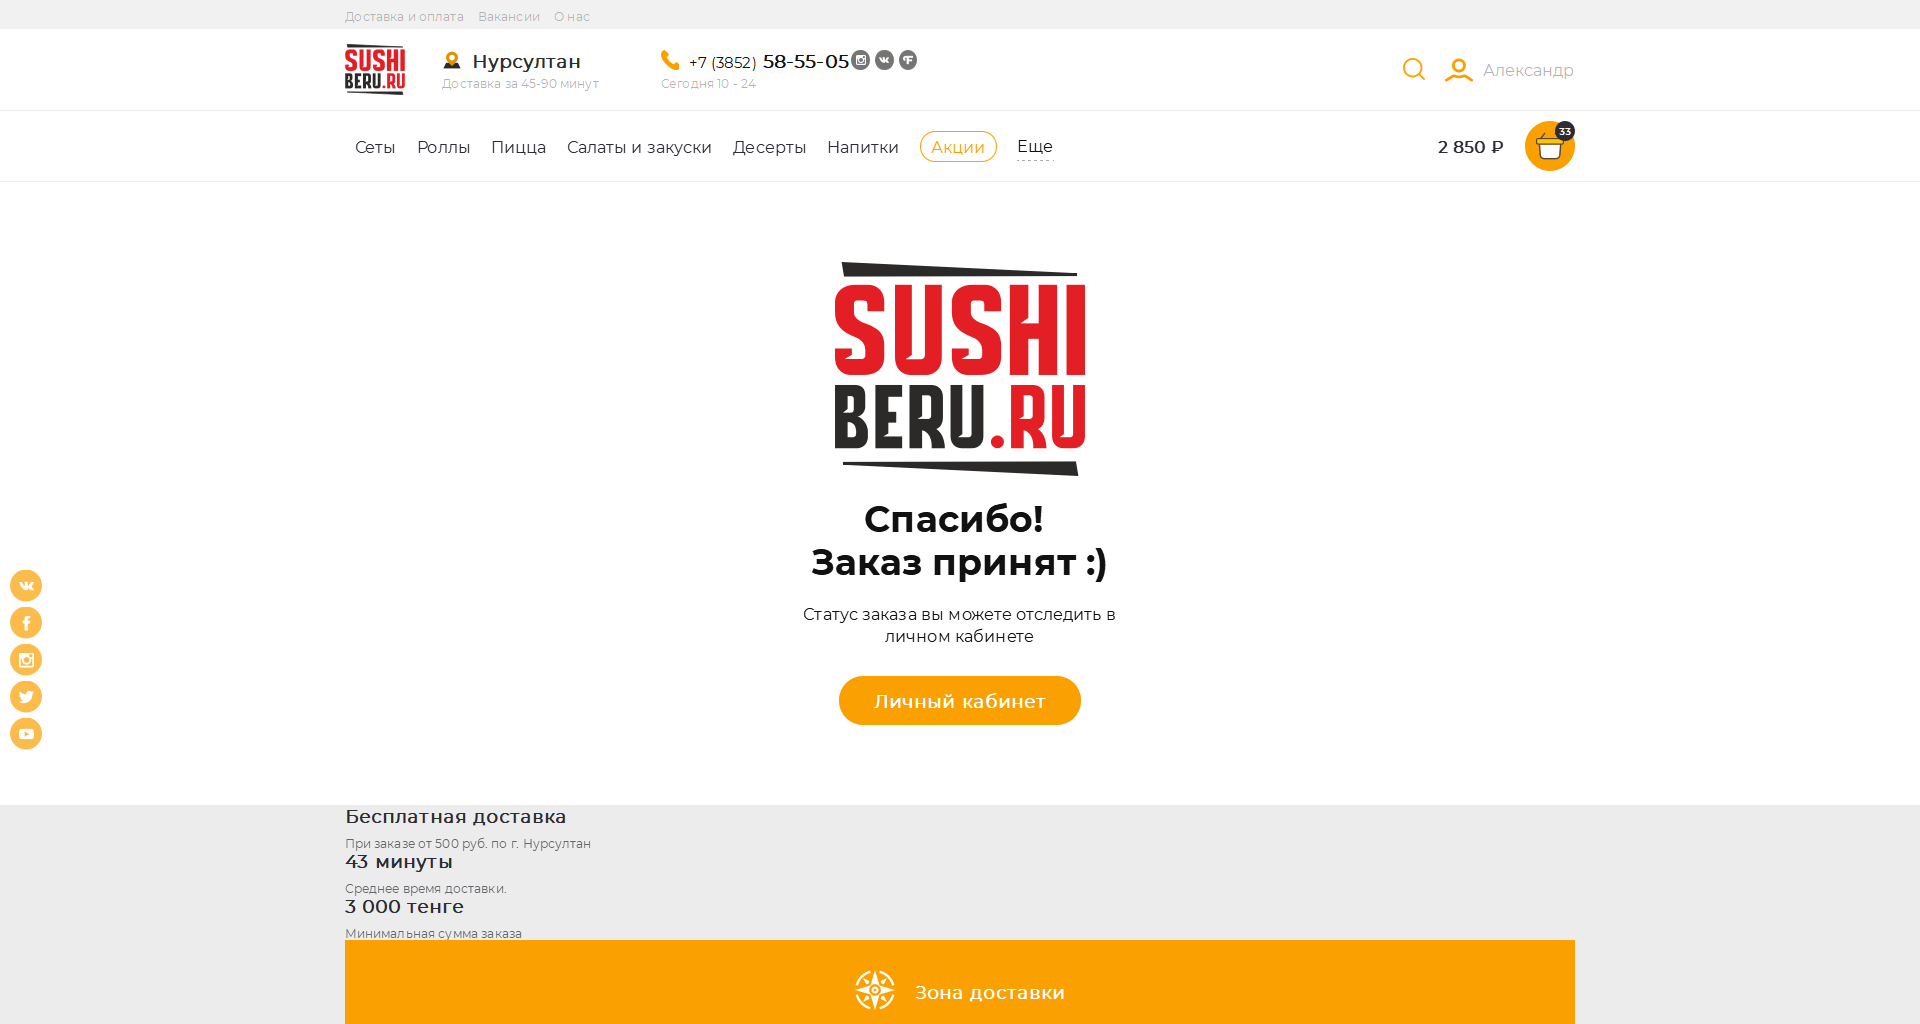 Доставка и оплата Вакансии О нас
SUSHI
BERU.RU
Нурсултан
Доставка за 45-90 минут
+7 (3852) 58-55-05
Сегодня 10 - 24
Александр
Сеты Роллы Пицца Салаты и закуски Десерты Напитки Акции Еще
2 850 ₽
33
SUSHI
BERU.RU
Спасибо!
Заказ принят :)
Статус заказа вы можете отследить в
личном кабинете
Личный кабинет
Бесплатная доставка
При заказе от 500 руб. по г. Нурсултан
43 минуты
Среднее время доставки.
3 000 тенге
Минимальная сумма заказа
Зона доставки